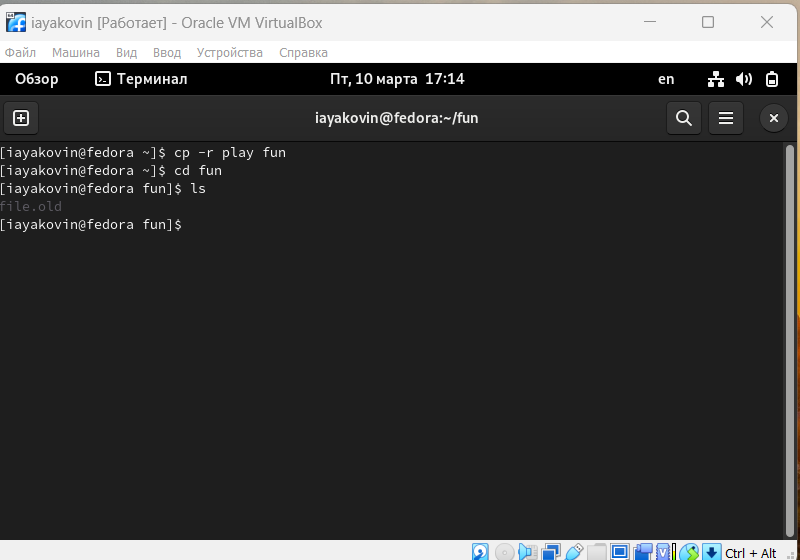 iayakovin [Работает] - Oracle VM VirtualBox
Файл Машина Вид Ввод Устройства Справка
Обзор Терминал Пт, 10 марта 17:14 en
iayakovin@fedora:~/fun
[iayakovin@fedora ~]$ cp -r play fun
[iayakovin@fedora ~]$ cd fun
[iayakovin@fedora fun]$ ls
file.old
[iayakovin@fedora fun]$
Ctrl + Alt